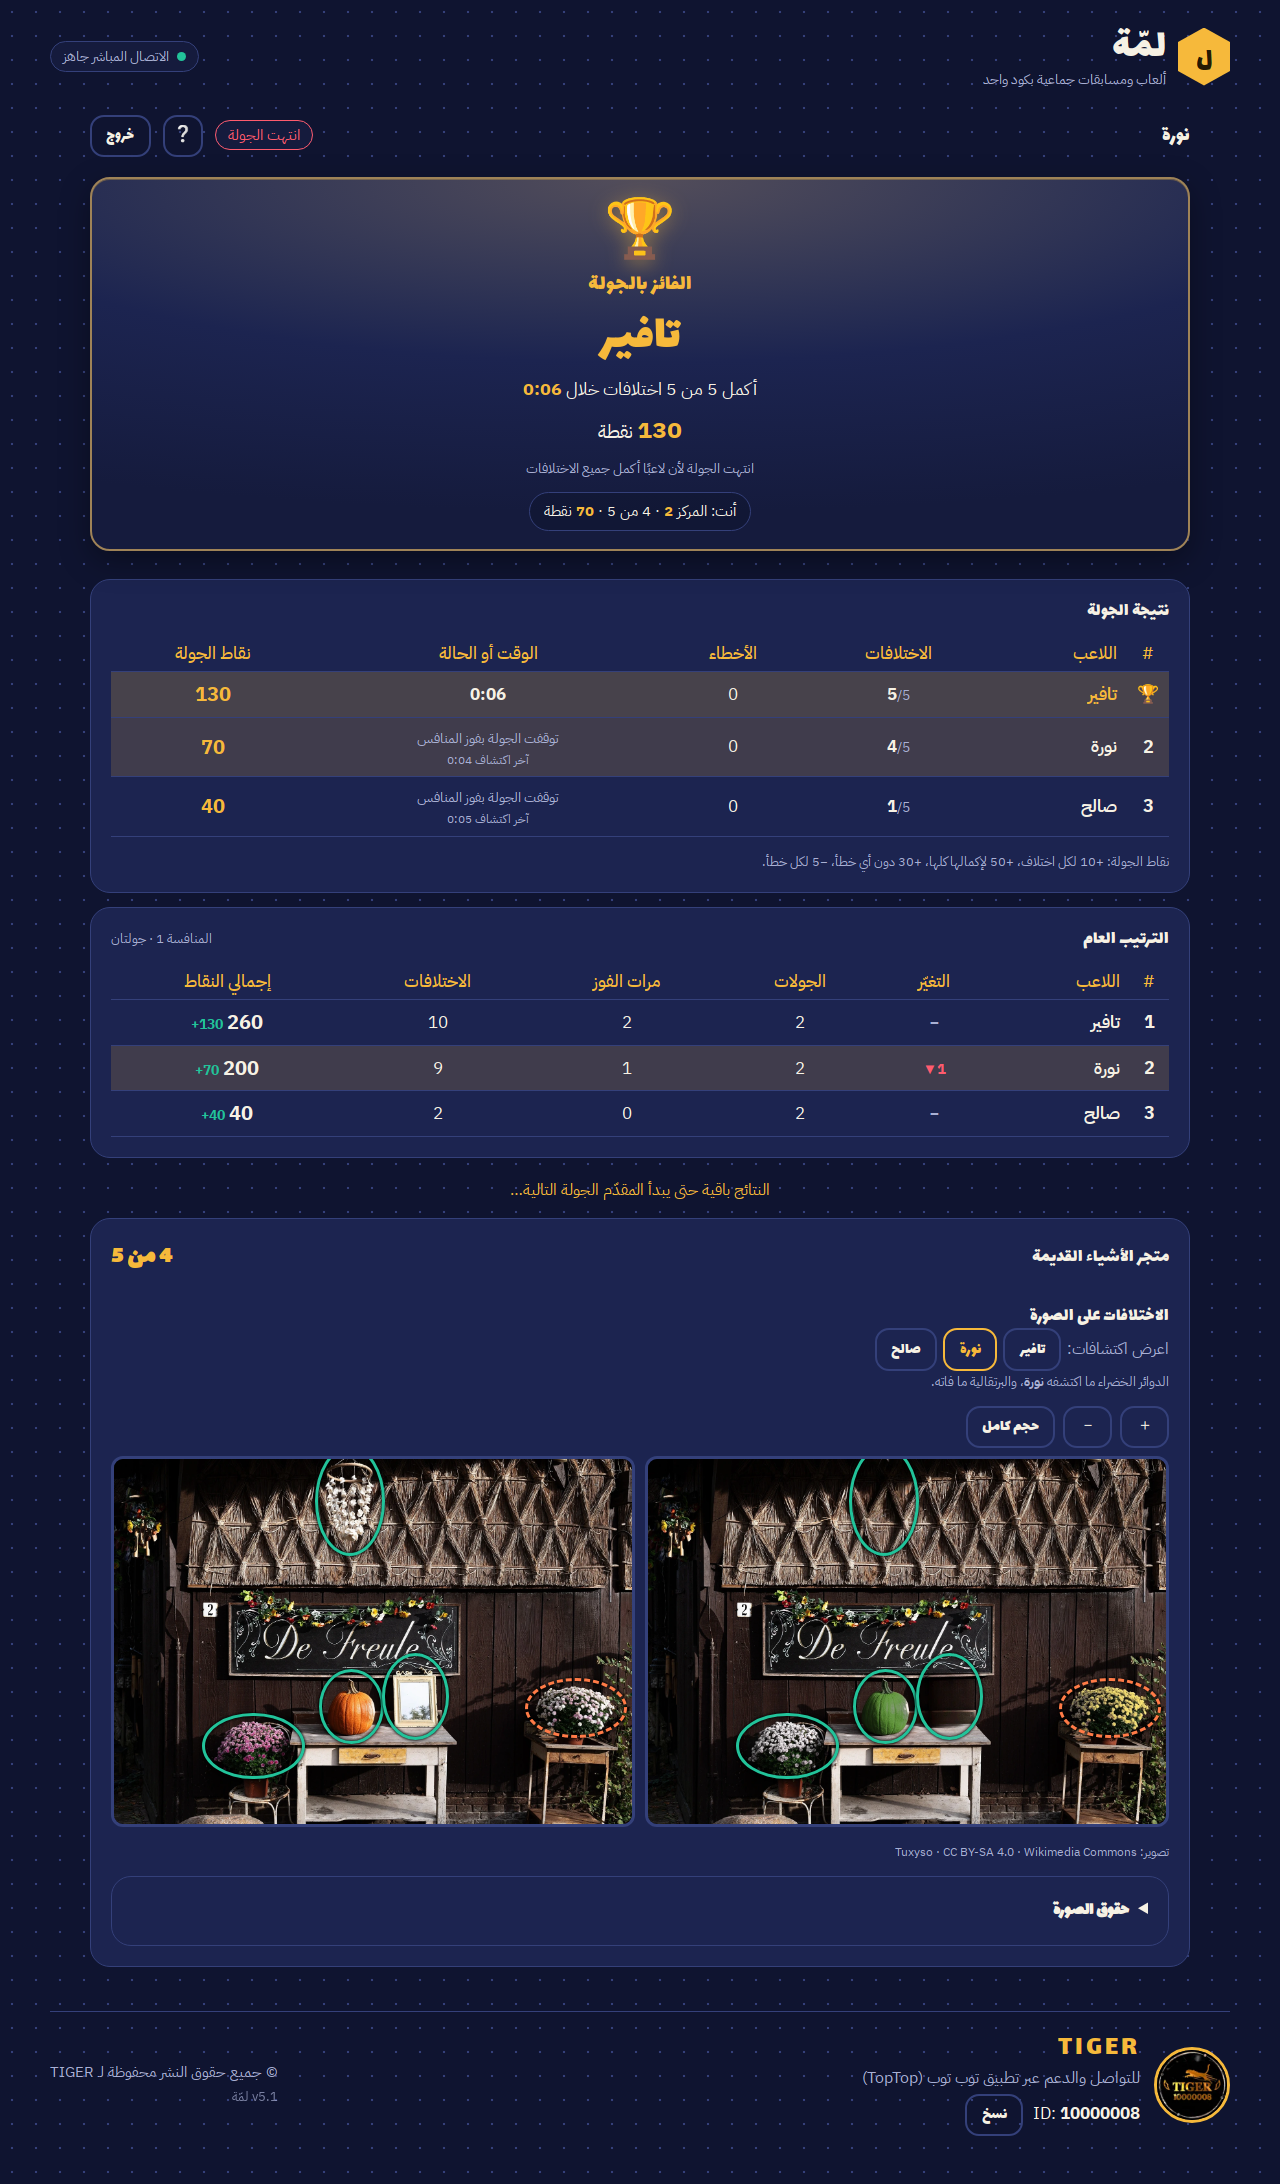 ل
لمّة
ألعاب ومسابقات جماعية بكود واحد
الاتصال المباشر جاهز
نورة
انتهت الجولة
?
خروج
الفائز بالجولة
تافير
أكمل 5 من 5 اختلافات خلال 0:06
130 نقطة
انتهت الجولة لأن لاعبًا أكمل جميع الاختلافات
أنت: المركز 2 · 4 من 5 · 70 نقطة
نتيجة الجولة
# اللاعب الاختلافات الأخطاء الوقت أو الحالة نقاط الجولة
تافير 5/5 0 0:06 130
2 نورة 4/5 0 توقفت الجولة بفوز المنافس 70
آخر اكتشاف 0:04
3 صالح 1/5 0 توقفت الجولة بفوز المنافس 40
آخر اكتشاف 0:05
نقاط الجولة: +10 لكل اختلاف، +50 لإكمالها كلها، +30 دون أي خطأ، −5 لكل خطأ.
الترتيب العام
المنافسة 1 · جولتان
# اللاعب التغيّر الجولات مرات الفوز الاختلافات إجمالي النقاط
1 تافير – 2 2 10 260 +130
2 نورة ▼1 2 1 9 200 +70
3 صالح – 2 0 2 40 +40
النتائج باقية حتى يبدأ المقدّم الجولة التالية...
متجر الأشياء القديمة
4 من 5
الاختلافات على الصورة
اعرض اكتشافات: تافير نورة صالح
الدوائر الخضراء ما اكتشفه نورة، والبرتقالية ما فاته.
+ − حجم كامل
2
De Freule
2
De Freule
تصوير: Tuxyso · CC BY-SA 4.0 · Wikimedia Commons
حقوق الصورة
TIGER
10000008
TIGER
للتواصل والدعم عبر تطبيق توب توب (TopTop)
ID: 10000008 نسخ
© جميع حقوق النشر محفوظة لـ TIGER
لمّة v5.1